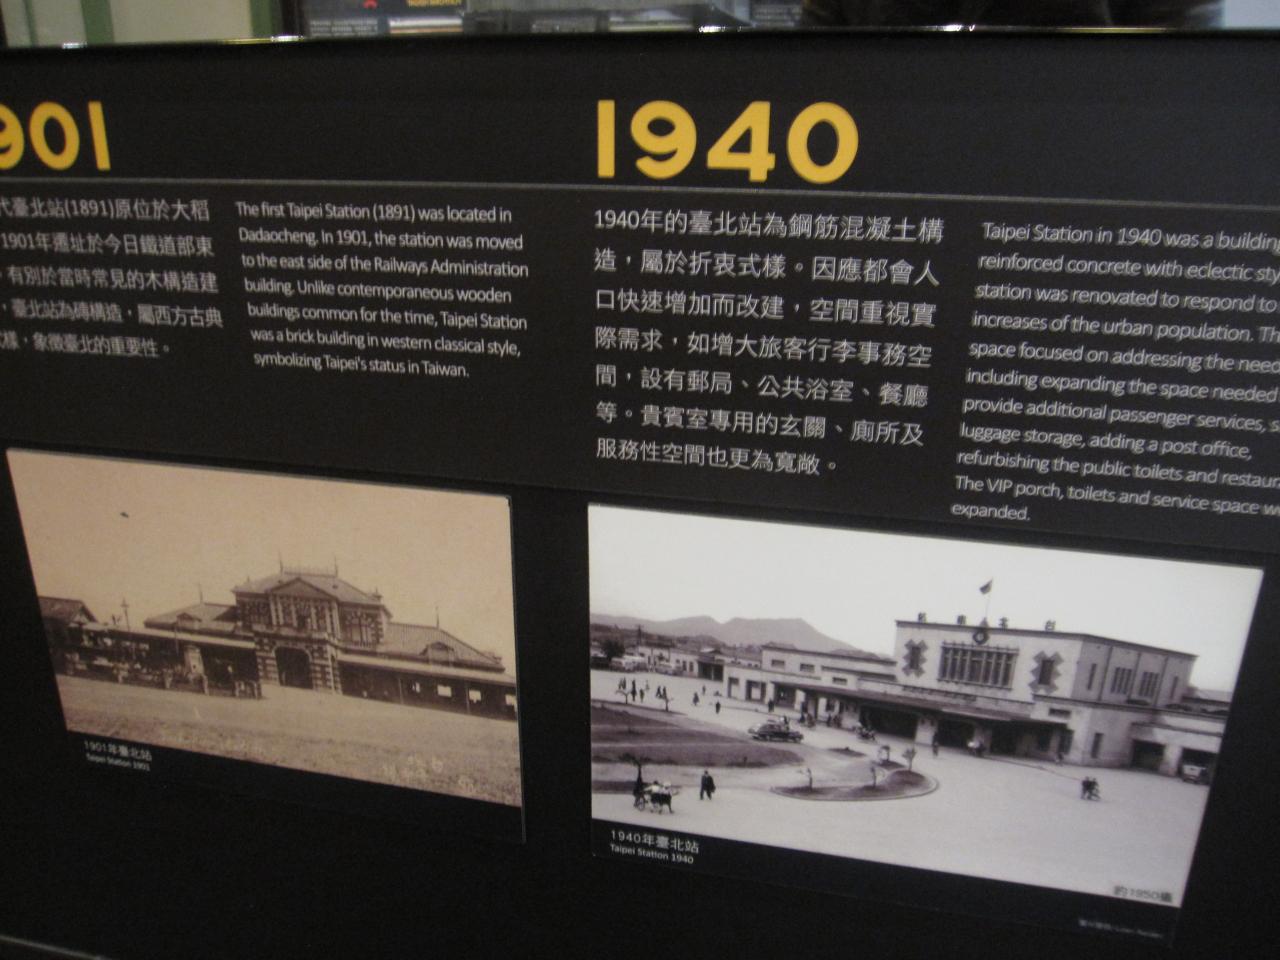 901
代臺北站(1891)原位於大稻
1901年遷址於今日鐵道部東
，有別於當時常見的木構造建
，臺北站為磚構造，屬西方古典
樣，象徵臺北的重要性。
The first Taipei Station (1891) was located in
Dadaocheng. In 1901, the station was moved
to the east side of the Railways Administration
building. Unlike contemporaneous wooden
buildings common for the time, Taipei Station
was a brick building in western classical style,
symbolizing Taipei's status in Taiwan.
1901年臺北站
Taipei Station 1901
1940
1940年的臺北站為鋼筋混凝土構
造，屬於折衷式樣。因應都會人
口快速增加而改建，空間重視實
際需求，如增大旅客行李事務空
間，設有郵局、公共浴室、餐廳
等。貴賓室專用的玄關、廁所及
服務性空間也更為寬敞。
Taipei Station in 1940 was a building
reinforced concrete with eclectic sty
station was renovated to respond to
increases of the urban population. Th
space focused on addressing the need
including expanding the space needed
provide additional passenger services, s
luggage storage, adding a post office,
refurbishing the public toilets and restaur
The VIP porch, toilets and service space w
expanded.
站北台
1940年臺北站
Taipei Station 1940
約1950攝